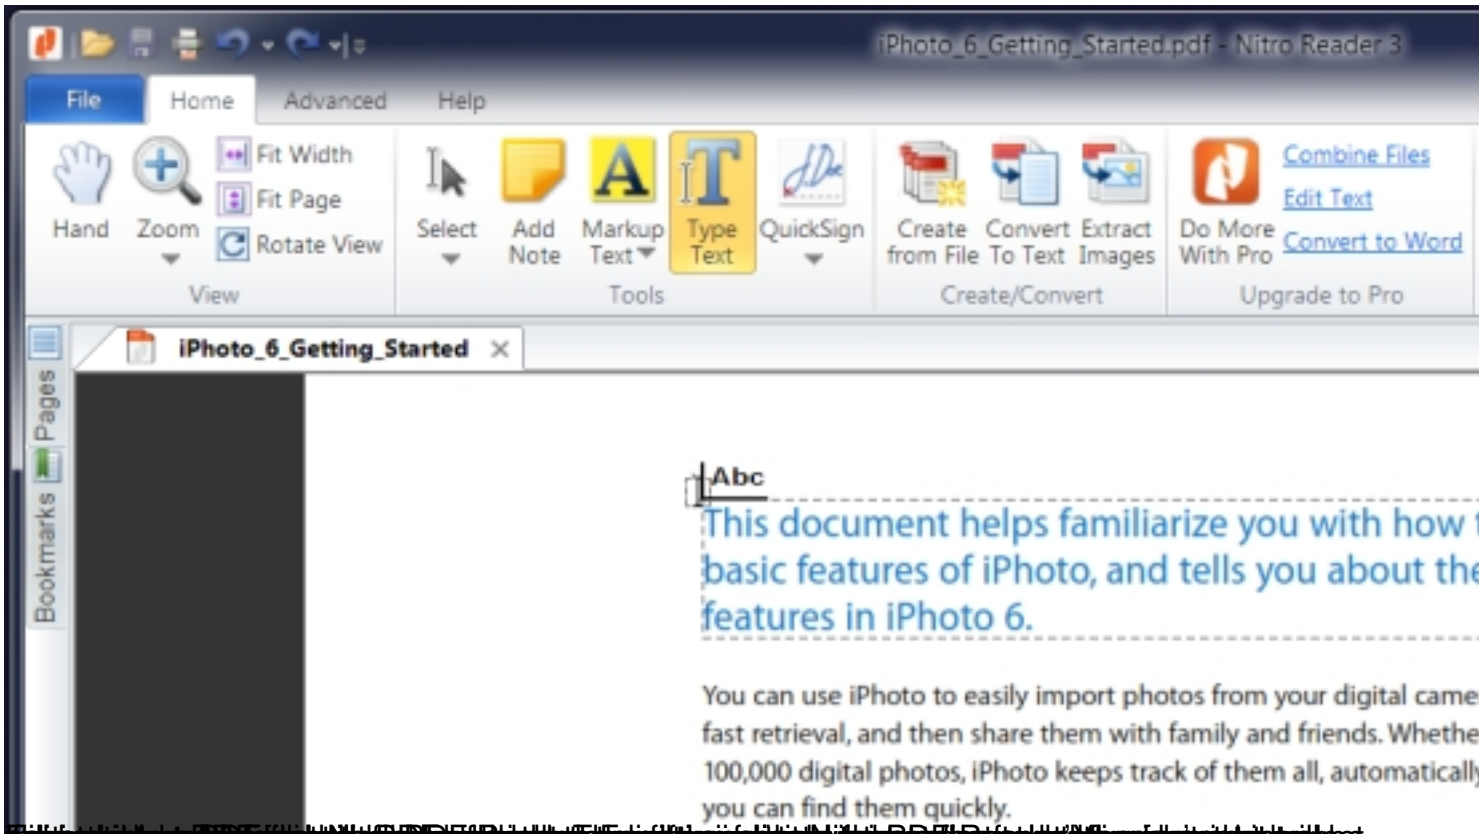 iPhoto_6_Getting_Started.pdf - Nitro Reader 3
File Home Advanced Help
Fit Width
Fit Page
Rotate View
Hand Zoom Select Add Note Markup Text Type Text QuickSign Create from File Convert To Text Extract Images Do More With Pro
Combine Files
Edit Text
Convert to Word
View Tools Create/Convert Upgrade to Pro
iPhoto_6_Getting_Started
Pages
Bookmarks
Abc
This document helps familiarize you with how
basic features of iPhoto, and tells you about the
features in iPhoto 6.
You can use iPhoto to easily import photos from your digital came
fast retrieval, and then share them with family and friends. Whethe
100,000 digital photos, iPhoto keeps track of them all, automatically
you can find them quickly.